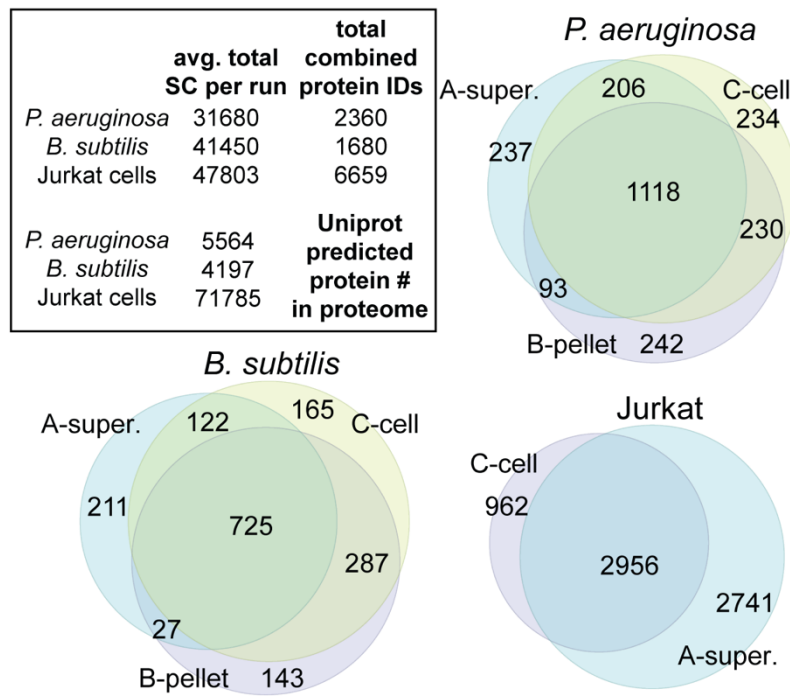 avg. total
SC per run
total
combined
protein IDs
P. aeruginosa 31680 2360
B. subtilis 41450 1680
Jurkat cells 47803 6659
P. aeruginosa 5564
B. subtilis 4197
Jurkat cells 71785
Uniprot
predicted
protein #
in proteome
P. aeruginosa
A-super.
206
C-cell
234
237
1118
230
93
B-pellet 242
B. subtilis
A-super.
122
165
C-cell
211
725
287
27
B-pellet 143
Jurkat
C-cell
962
2956
2741
A-super.